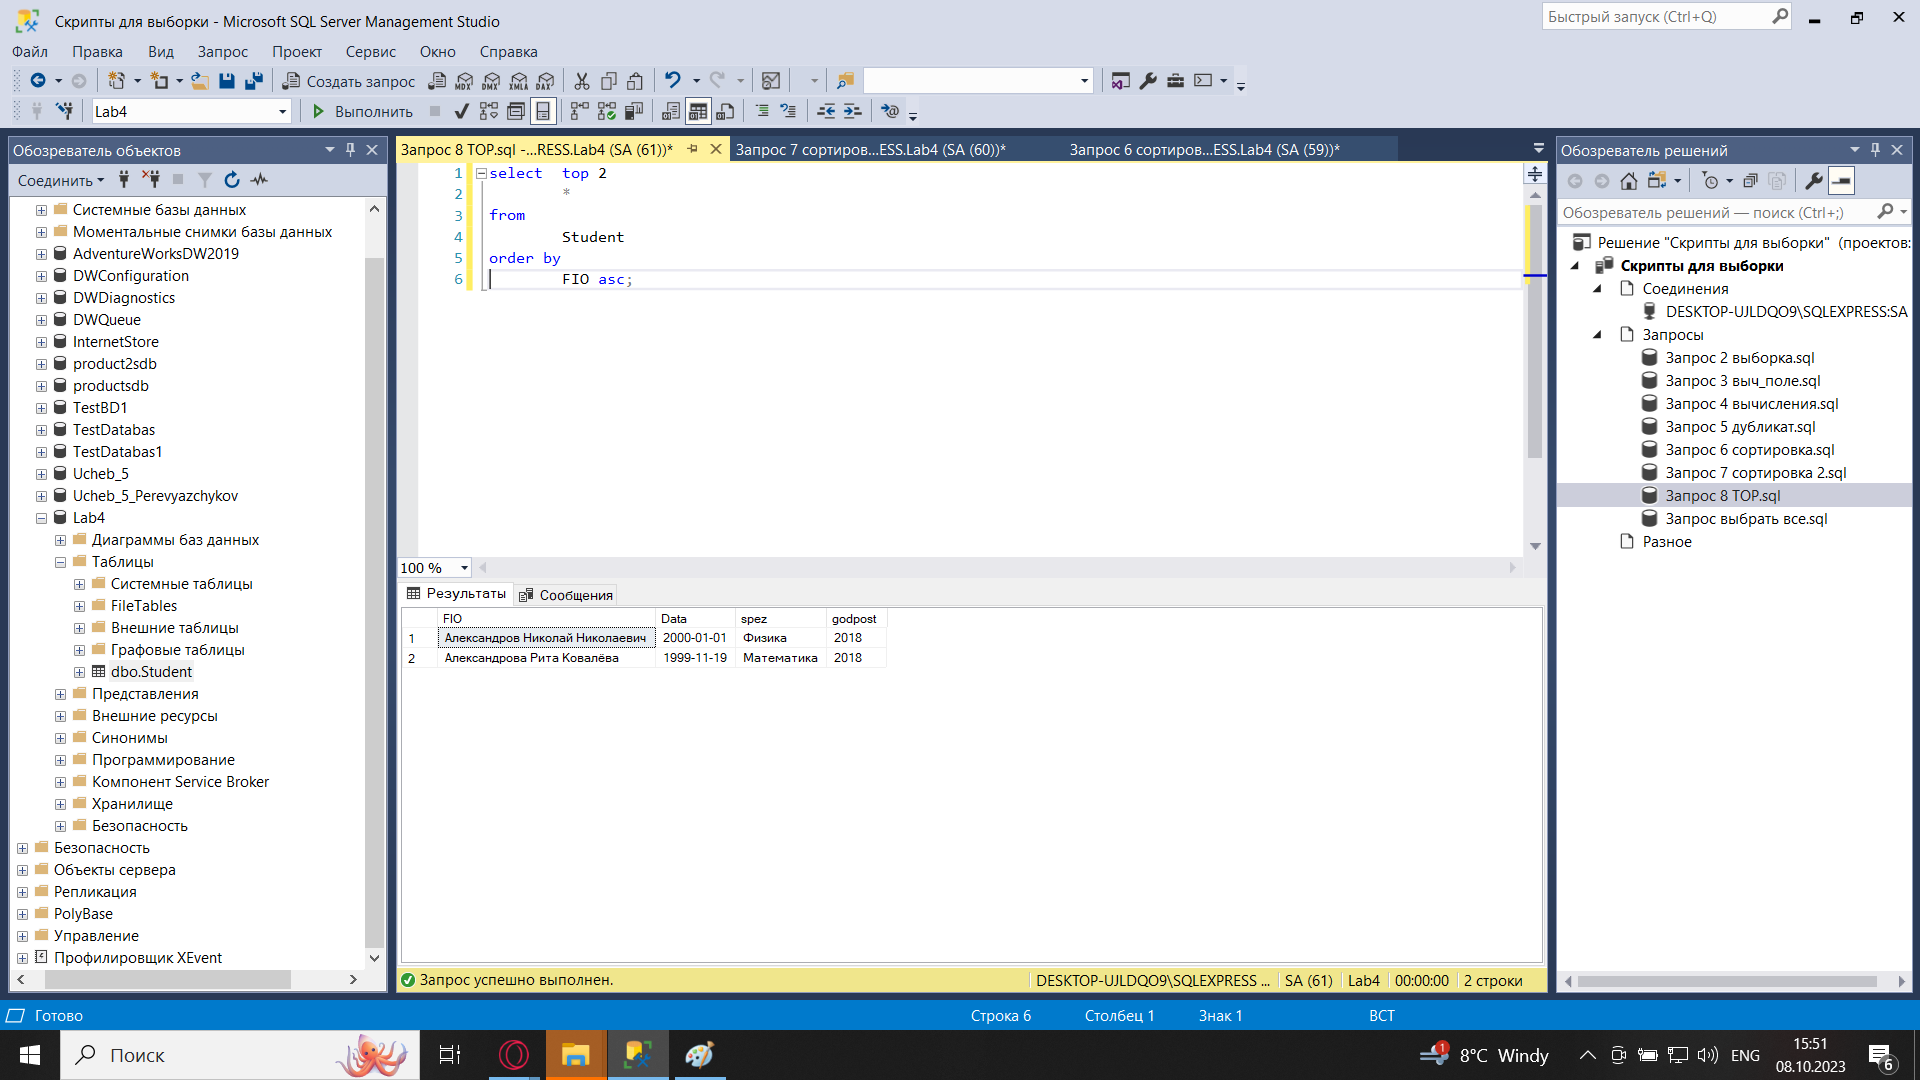 Скрипты для выборки - Microsoft SQL Server Management Studio
Быстрый запуск (Ctrl+Q)
Файл Правка Вид Запрос Проект Сервис Окно Справка
Создать запрос MDX DMX XMLA DAX
Lab4 Выполнить
Обозреватель объектов
Соединить
Системные базы данных
Моментальные снимки базы данных
AdventureWorksDW2019
DWConfiguration
DWDiagnostics
DWQueue
InternetStore
product2sdb
productsdb
TestBD1
TestDatabas
TestDatabas1
Ucheb_5
Ucheb_5_Perevyazchykov
Lab4
Диаграммы баз данных
Таблицы
Системные таблицы
FileTables
Внешние таблицы
Графовые таблицы
dbo.Student
Представления
Внешние ресурсы
Синонимы
Программирование
Компонент Service Broker
Хранилище
Безопасность
Безопасность
Объекты сервера
Репликация
PolyBase
Управление
Профилировщик XEvent
Запрос 8 TOP.sql -...RESS.Lab4 (SA (61))* Запрос 7 сортиров...ESS.Lab4 (SA (60))* Запрос 6 сортиров...ESS.Lab4 (SA (59))*
1 select top 2
2 *
3 from
4 Student
5 order by
6 FIO asc;
100 %
Результаты Сообщения
FIO Data spez godpost
1 Александров Николай Николаевич 2000-01-01 Физика 2018
2 Александрова Рита Ковалёва 1999-11-19 Математика 2018
Запрос успешно выполнен. DESKTOP-UJLDQO9\SQLEXPRESS ... SA (61) Lab4 00:00:00 2 строки
Обозреватель решений
Обозреватель решений — поиск (Ctrl+;)
Решение "Скрипты для выборки" (проектов:
Скрипты для выборки
Соединения
DESKTOP-UJLDQO9\SQLEXPRESS:SA
Запросы
Запрос 2 выборка.sql
Запрос 3 выч_поле.sql
Запрос 4 вычисления.sql
Запрос 5 дубликат.sql
Запрос 6 сортировка.sql
Запрос 7 сортировка 2.sql
Запрос 8 TOP.sql
Запрос выбрать все.sql
Разное
Готово Строка 6 Столбец 1 Знак 1 ВСТ
Поиск 1 8°C Windy ENG 15:51
08.10.2023 6